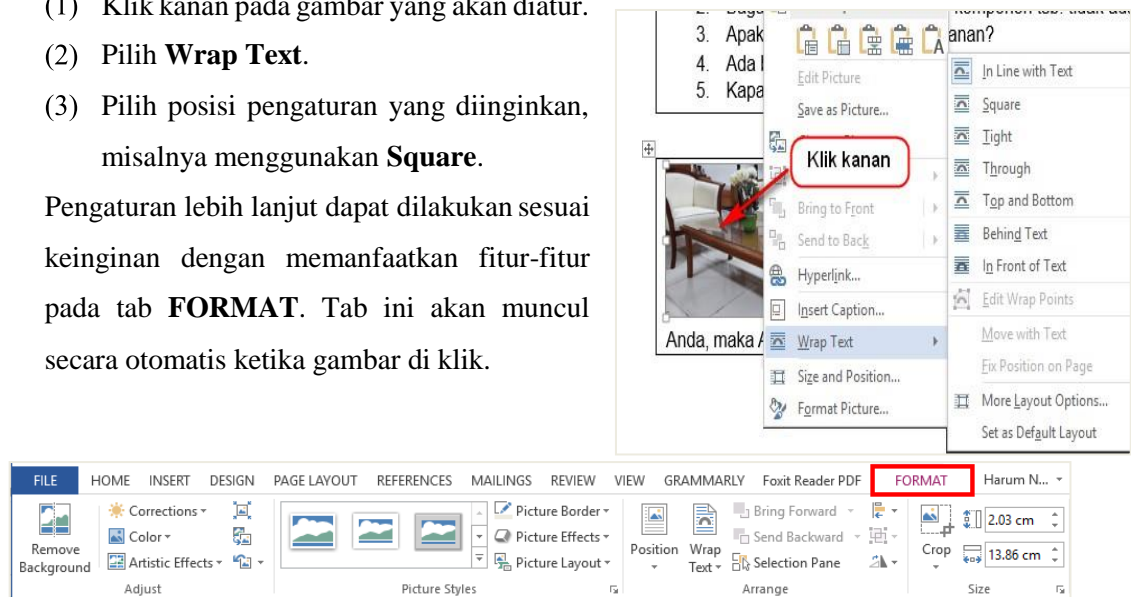 (1) Klik kanan pada gambar yang akan diatur.
(2) Pilih Wrap Text.
(3) Pilih posisi pengaturan yang diinginkan,
misalnya menggunakan Square.
Pengaturan lebih lanjut dapat dilakukan sesuai
keinginan dengan memanfaatkan fitur-fitur
pada tab FORMAT. Tab ini akan muncul
secara otomatis ketika gambar di klik.
3. Apak
anan?
4. Ada
5. Kapa
Edit Picture
Save as Picture...
Klik kanan
Bring to Front
Send to Back
Hyperlink...
Insert Caption...
Anda, maka
Wrap Text
Size and Position...
Format Picture...
In Line with Text
Square
Tight
Through
Top and Bottom
Behind Text
In Front of Text
Edit Wrap Points
Move with Text
Fix Position on Page
More Layout Options...
Set as Default Layout
FILE HOME INSERT DESIGN PAGE LAYOUT REFERENCES MAILINGS REVIEW VIEW GRAMMARLY Foxit Reader PDF FORMAT Harum N...
Remove Background
Corrections
Color
Artistic Effects
Adjust
Picture Border
Picture Effects
Picture Layout
Picture Styles
Position
Wrap Text
Bring Forward
Send Backward
Selection Pane
Arrange
Crop
2.03 cm
13.86 cm
Size